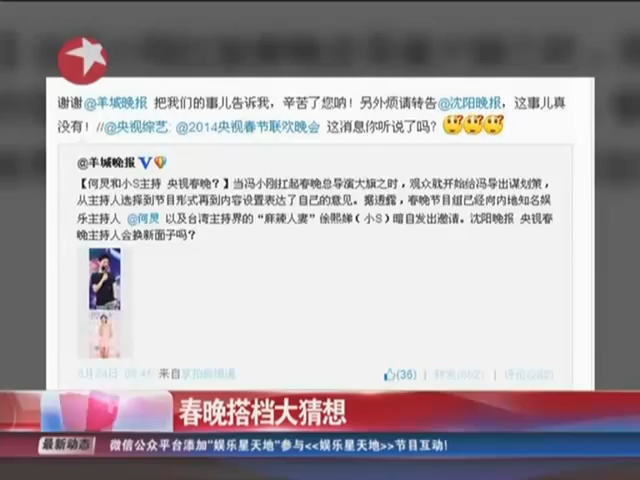 谢谢@羊城晚报 把我们的事儿告诉我，辛苦了您呐！另外烦请转告@沈阳晚报，这事儿真
没有！//@央视综艺: @2014央视春节联欢晚会 这消息你听说了吗？
@羊城晚报
【何炅和小S主持 央视春晚？】当冯小刚扛起春晚总导演大旗之时，观众就开始给冯导出谋划策，
从主持人选择到节目形式再到内容设置表达了自己的意见。据透露，春晚节目组已经向内地知名娱
乐主持人 @何炅 以及台湾主持界的“麻辣人妻”徐熙娣（小S）暗自发出邀请。沈阳晚报 央视春
晚主持人会换新面子吗？
来自
(36) | 转发 | 评论
春晚搭档大猜想
最新动态 微信公众平台添加"娱乐星天地"参与<<娱乐星天地>>节目互动!